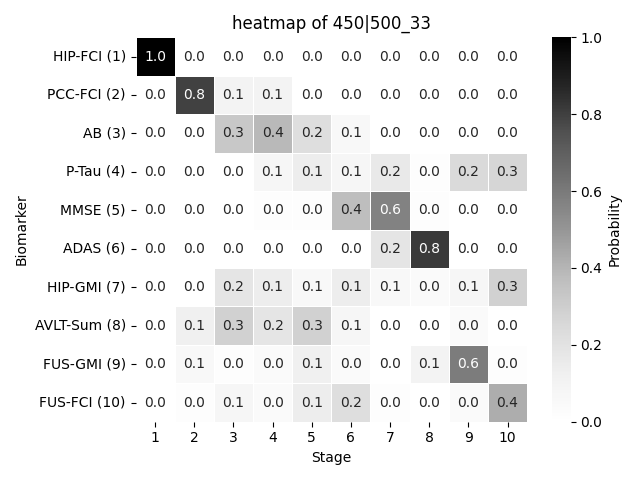 heatmap of 450|500_33
HIP-FCI (1) 1.0 0.0 0.0 0.0 0.0 0.0 0.0 0.0 0.0 0.0
PCC-FCI (2) 0.0 0.8 0.1 0.1 0.0 0.0 0.0 0.0 0.0 0.0
AB (3) 0.0 0.0 0.3 0.4 0.2 0.1 0.0 0.0 0.0 0.0
P-Tau (4) 0.0 0.0 0.0 0.1 0.1 0.1 0.2 0.0 0.2 0.3
MMSE (5) 0.0 0.0 0.0 0.0 0.0 0.4 0.6 0.0 0.0 0.0
ADAS (6) 0.0 0.0 0.0 0.0 0.0 0.0 0.2 0.8 0.0 0.0
HIP-GMI (7) 0.0 0.0 0.2 0.1 0.1 0.1 0.1 0.0 0.1 0.3
AVLT-Sum (8) 0.0 0.1 0.3 0.2 0.3 0.1 0.0 0.0 0.0 0.0
FUS-GMI (9) 0.0 0.1 0.0 0.0 0.1 0.0 0.0 0.1 0.6 0.0
FUS-FCI (10) 0.0 0.0 0.1 0.0 0.1 0.2 0.0 0.0 0.0 0.4
1 2 3 4 5 6 7 8 9 10
Stage
Biomarker
1.0
0.8
0.6
0.4
0.2
0.0
Probability